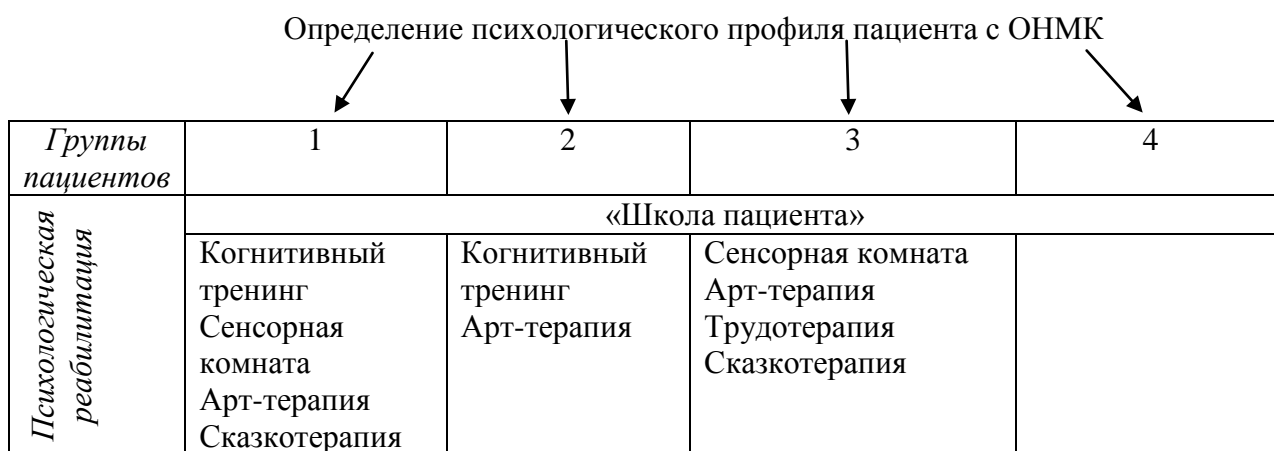 Определение психологического профиля пациента с ОНМК
Группы
пациентов
1
2
3
4
Психологическая
реабилитация
«Школа пациента»
Когнитивный
тренинг
Сенсорная
комната
Арт-терапия
Сказкотерапия
Когнитивный
тренинг
Арт-терапия
Сенсорная комната
Арт-терапия
Трудотерапия
Сказкотерапия